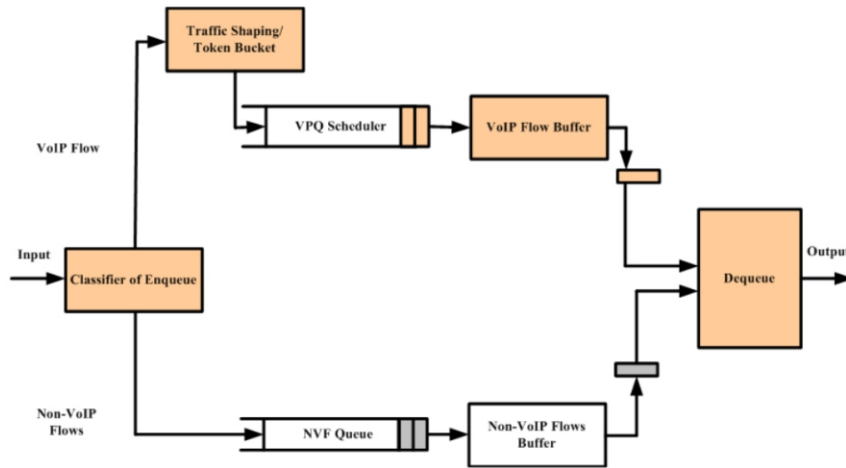 Traffic Shaping/
Token Bucket
VPQ Scheduler
VoIP Flow Buffer
VoIP Flow
Input
Classifier of Enqueue
Dequeue
Output
Non-VoIP
Flows
NVF Queue
Non-VoIP Flows
Buffer